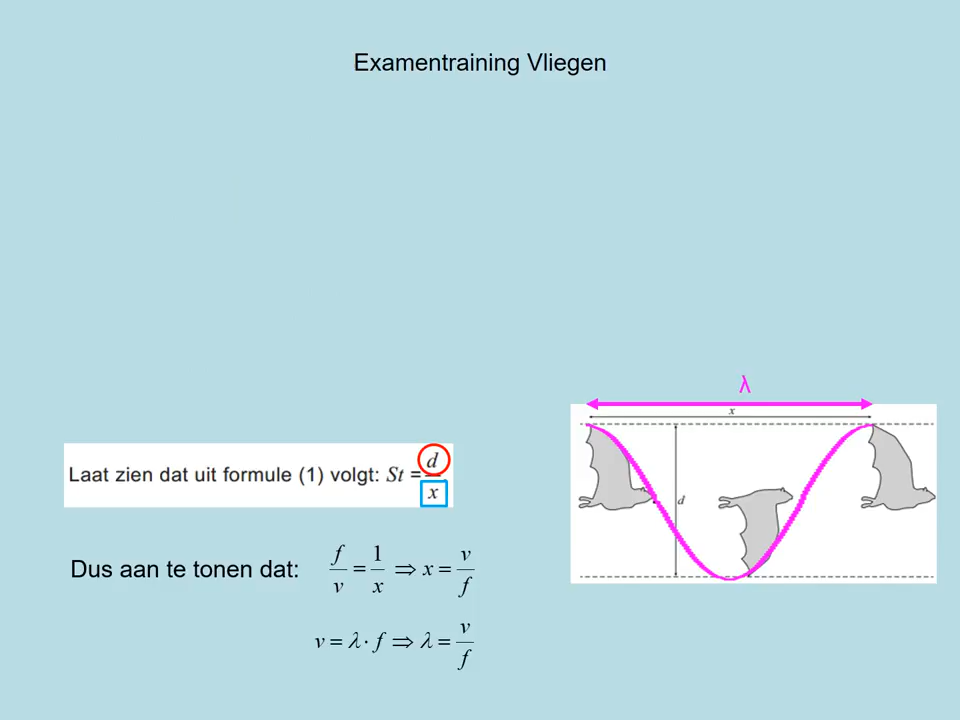 Examentraining Vliegen
λ
x
d
Laat zien dat uit formule (1) volgt: St = d/x
Dus aan te tonen dat: f/v = 1/x ⇒ x = v/f
v = λ · f ⇒ λ = v/f